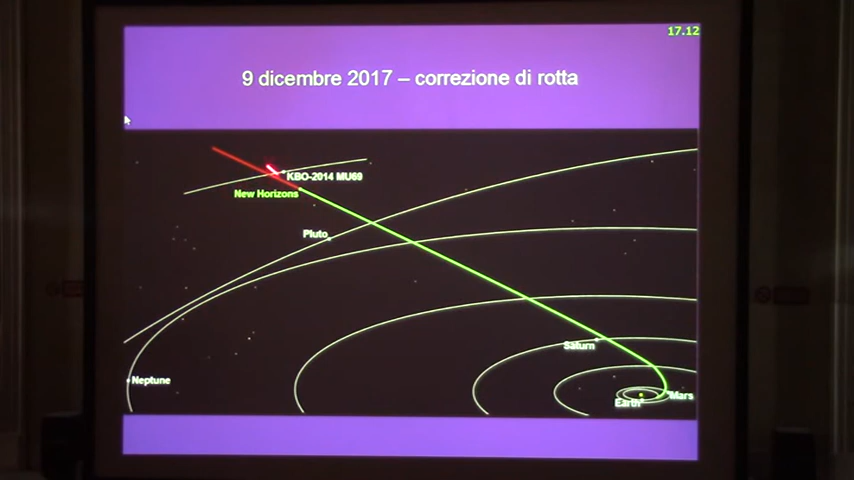 17.12
9 dicembre 2017 – correzione di rotta
KBO-2014 MU69
New Horizons
Pluto
Saturn
Neptune
Mars
Earth